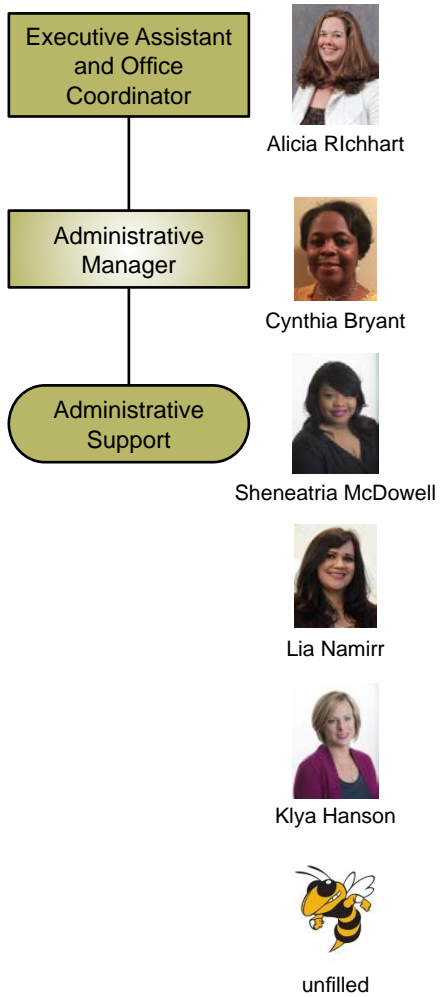 Executive Assistant
and Office
Coordinator
Alicia RIchhart
Administrative
Manager
Cynthia Bryant
Administrative
Support
Sheneatria McDowell
Lia Namirr
Klya Hanson
unfilled